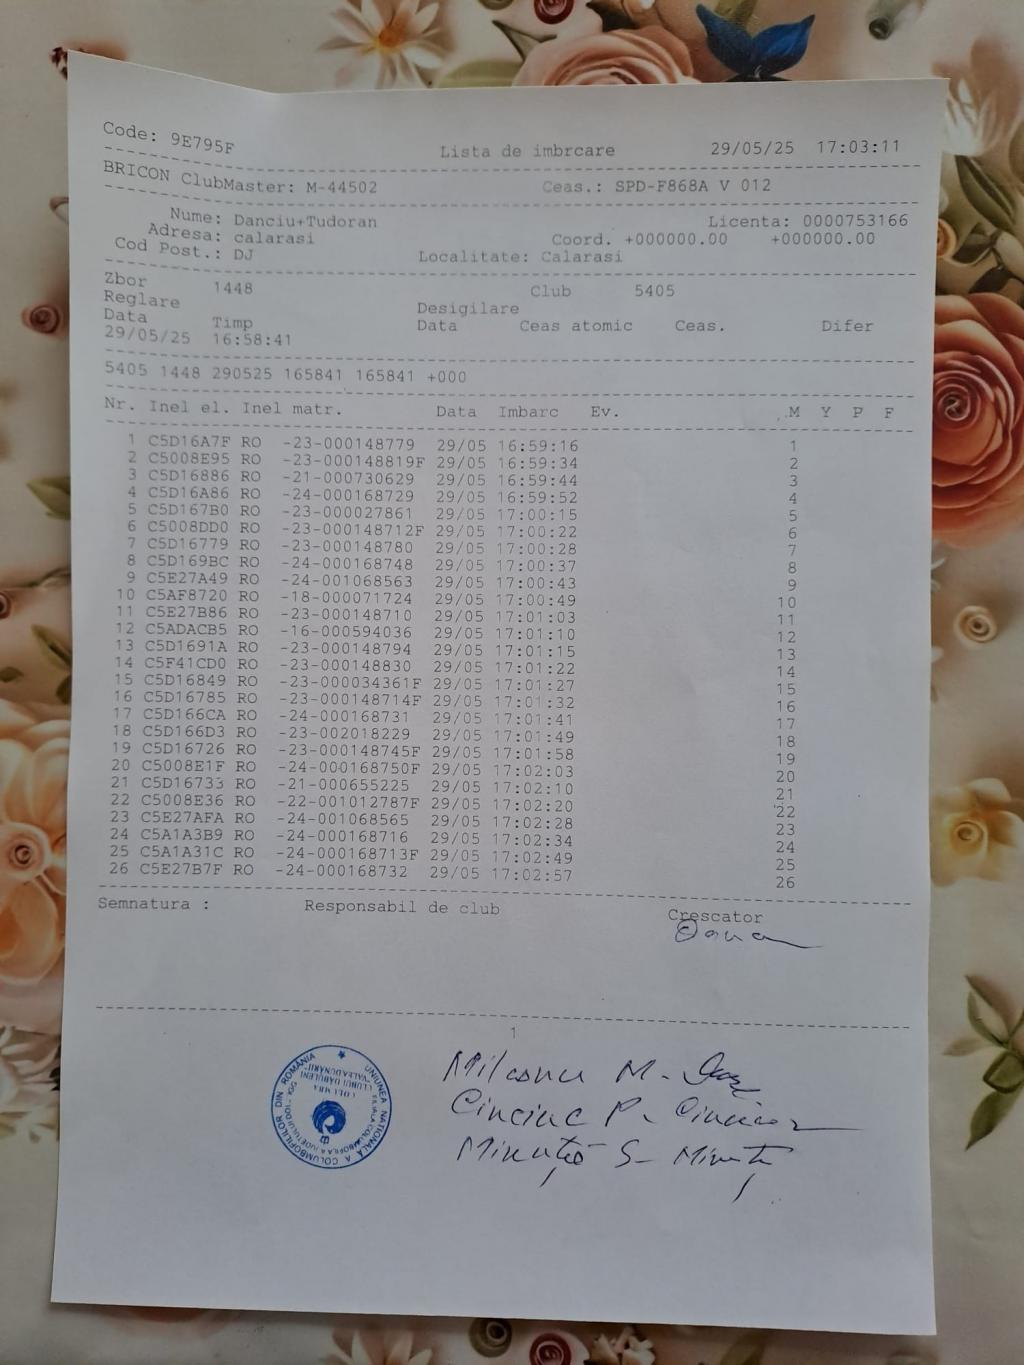 Code: 9E795F Lista de imbrcare 29/05/25 17:03:11
BRICON ClubMaster: M-44502 Ceas.: SPD-F868A V 012
Nume: Danciu+Tudoran Licenta: 0000753166
Adresa: calarasi Coord. +000000.00 +000000.00
Cod Post.: DJ Localitate: Calarasi
Zbor 1448 Club 5405
Reglare Desigilare
Data Timp Data Ceas atomic Ceas. Difer
29/05/25 16:58:41
5405 1448 290525 165841 165841 +000
Nr. Inel el. Inel matr. Data Imbarc Ev. M Y P F
1 C5D16A7F RO -23-000148779 29/05 16:59:16 1
2 C5008E95 RO -23-000148819F 29/05 16:59:34 2
3 C5D16886 RO -21-000730629 29/05 16:59:44 3
4 C5D16A86 RO -24-000168729 29/05 16:59:52 4
5 C5D167B0 RO -23-000027861 29/05 17:00:15 5
6 C5008DD0 RO -23-000148712F 29/05 17:00:22 6
7 C5D16779 RO -23-000148780 29/05 17:00:28 7
8 C5D169BC RO -24-000168748 29/05 17:00:37 8
9 C5E27A49 RO -24-001068563 29/05 17:00:43 9
10 C5AF8720 RO -18-000071724 29/05 17:00:49 10
11 C5E27B86 RO -23-000148710 29/05 17:01:03 11
12 C5ADACB5 RO -16-000594036 29/05 17:01:10 12
13 C5D1691A RO -23-000148794 29/05 17:01:15 13
14 C5F41CD0 RO -23-000148830 29/05 17:01:22 14
15 C5D16849 RO -23-000034361F 29/05 17:01:27 15
16 C5D16785 RO -23-000148714F 29/05 17:01:32 16
17 C5D166CA RO -24-000168731 29/05 17:01:41 17
18 C5D166D3 RO -23-002018229 29/05 17:01:49 18
19 C5D16726 RO -23-000148745F 29/05 17:01:58 19
20 C5008E1F RO -24-000168750F 29/05 17:02:03 20
21 C5D16733 RO -21-000655225 29/05 17:02:10 21
22 C5008E36 RO -22-001012787F 29/05 17:02:20 22
23 C5E27AFA RO -24-001068565 29/05 17:02:28 23
24 C5A1A3B9 RO -24-000168716 29/05 17:02:34 24
25 C5A1A31C RO -24-000168713F 29/05 17:02:49 25
26 C5E27B7F RO -24-000168732 29/05 17:02:57 26
Semnatura : Responsabil de club Crescator
1
UNIUNEA NATIONALA A COLUMBOFILILOR DIN ROMÂNIA
COLUMBA
CLUBUL DĂBULENI
VALEA DUNĂRII
M.
Cinciuc P.
S.